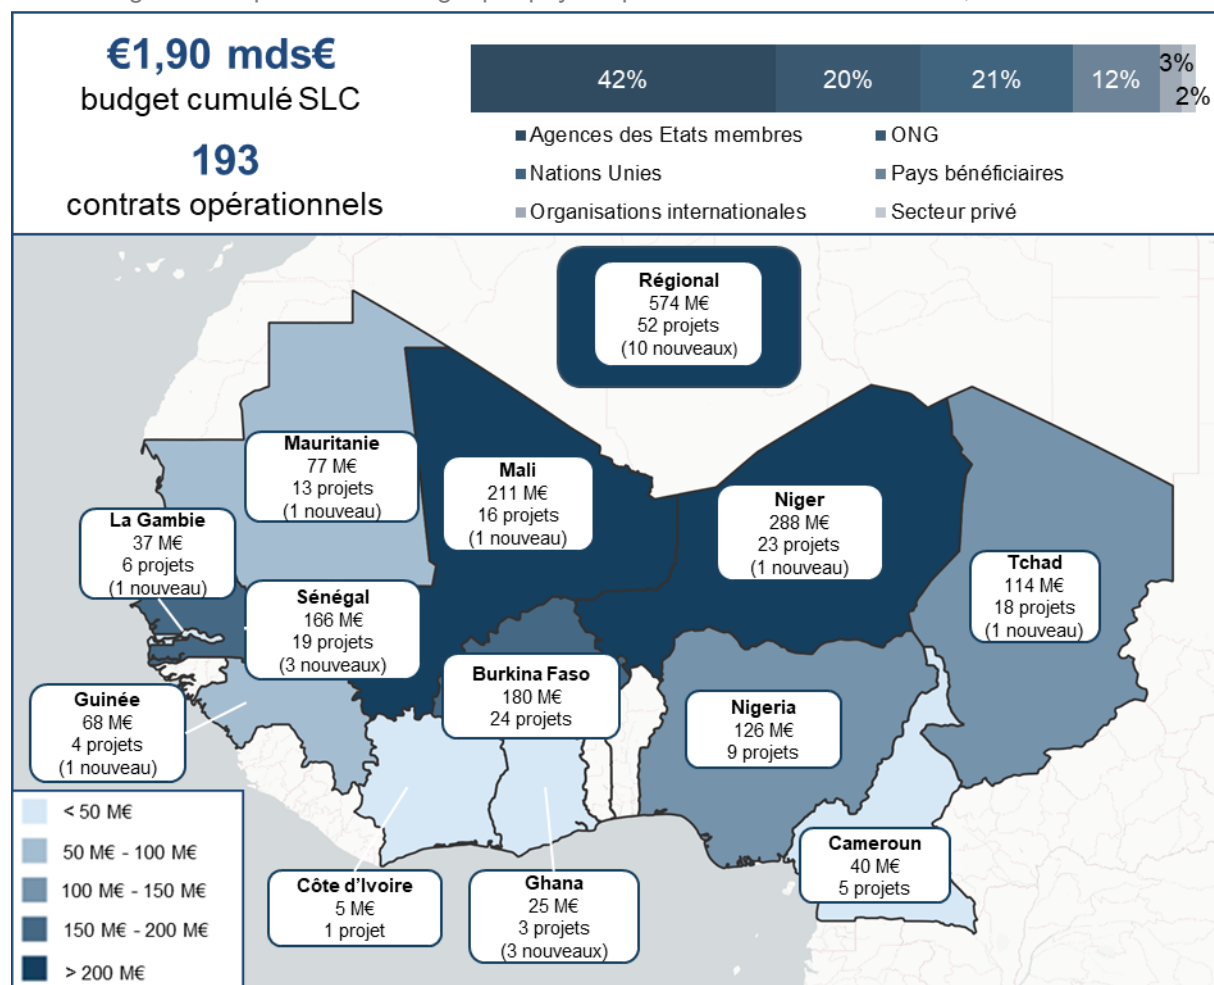 €1,90 mds€
budget cumulé SLC
193
contrats opérationnels
42%
20%
21%
12%
3%
2%
Agences des Etats membres
ONG
Nations Unies
Pays bénéficiaires
Organisations internationales
Secteur privé
Régional
574 M€
52 projets
(10 nouveaux)
Mauritanie
77 M€
13 projets
(1 nouveau)
Mali
211 M€
16 projets
(1 nouveau)
Niger
288 M€
23 projets
(1 nouveau)
La Gambie
37 M€
6 projets
(1 nouveau)
Tchad
114 M€
18 projets
(1 nouveau)
Sénégal
166 M€
19 projets
(3 nouveaux)
Burkina Faso
180 M€
24 projets
Guinée
68 M€
4 projets
(1 nouveau)
Nigeria
126 M€
9 projets
Cameroun
40 M€
5 projets
Côte d'Ivoire
5 M€
1 projet
Ghana
25 M€
3 projets
(3 nouveaux)
< 50 M€
50 M€ - 100 M€
100 M€ - 150 M€
150 M€ - 200 M€
> 200 M€